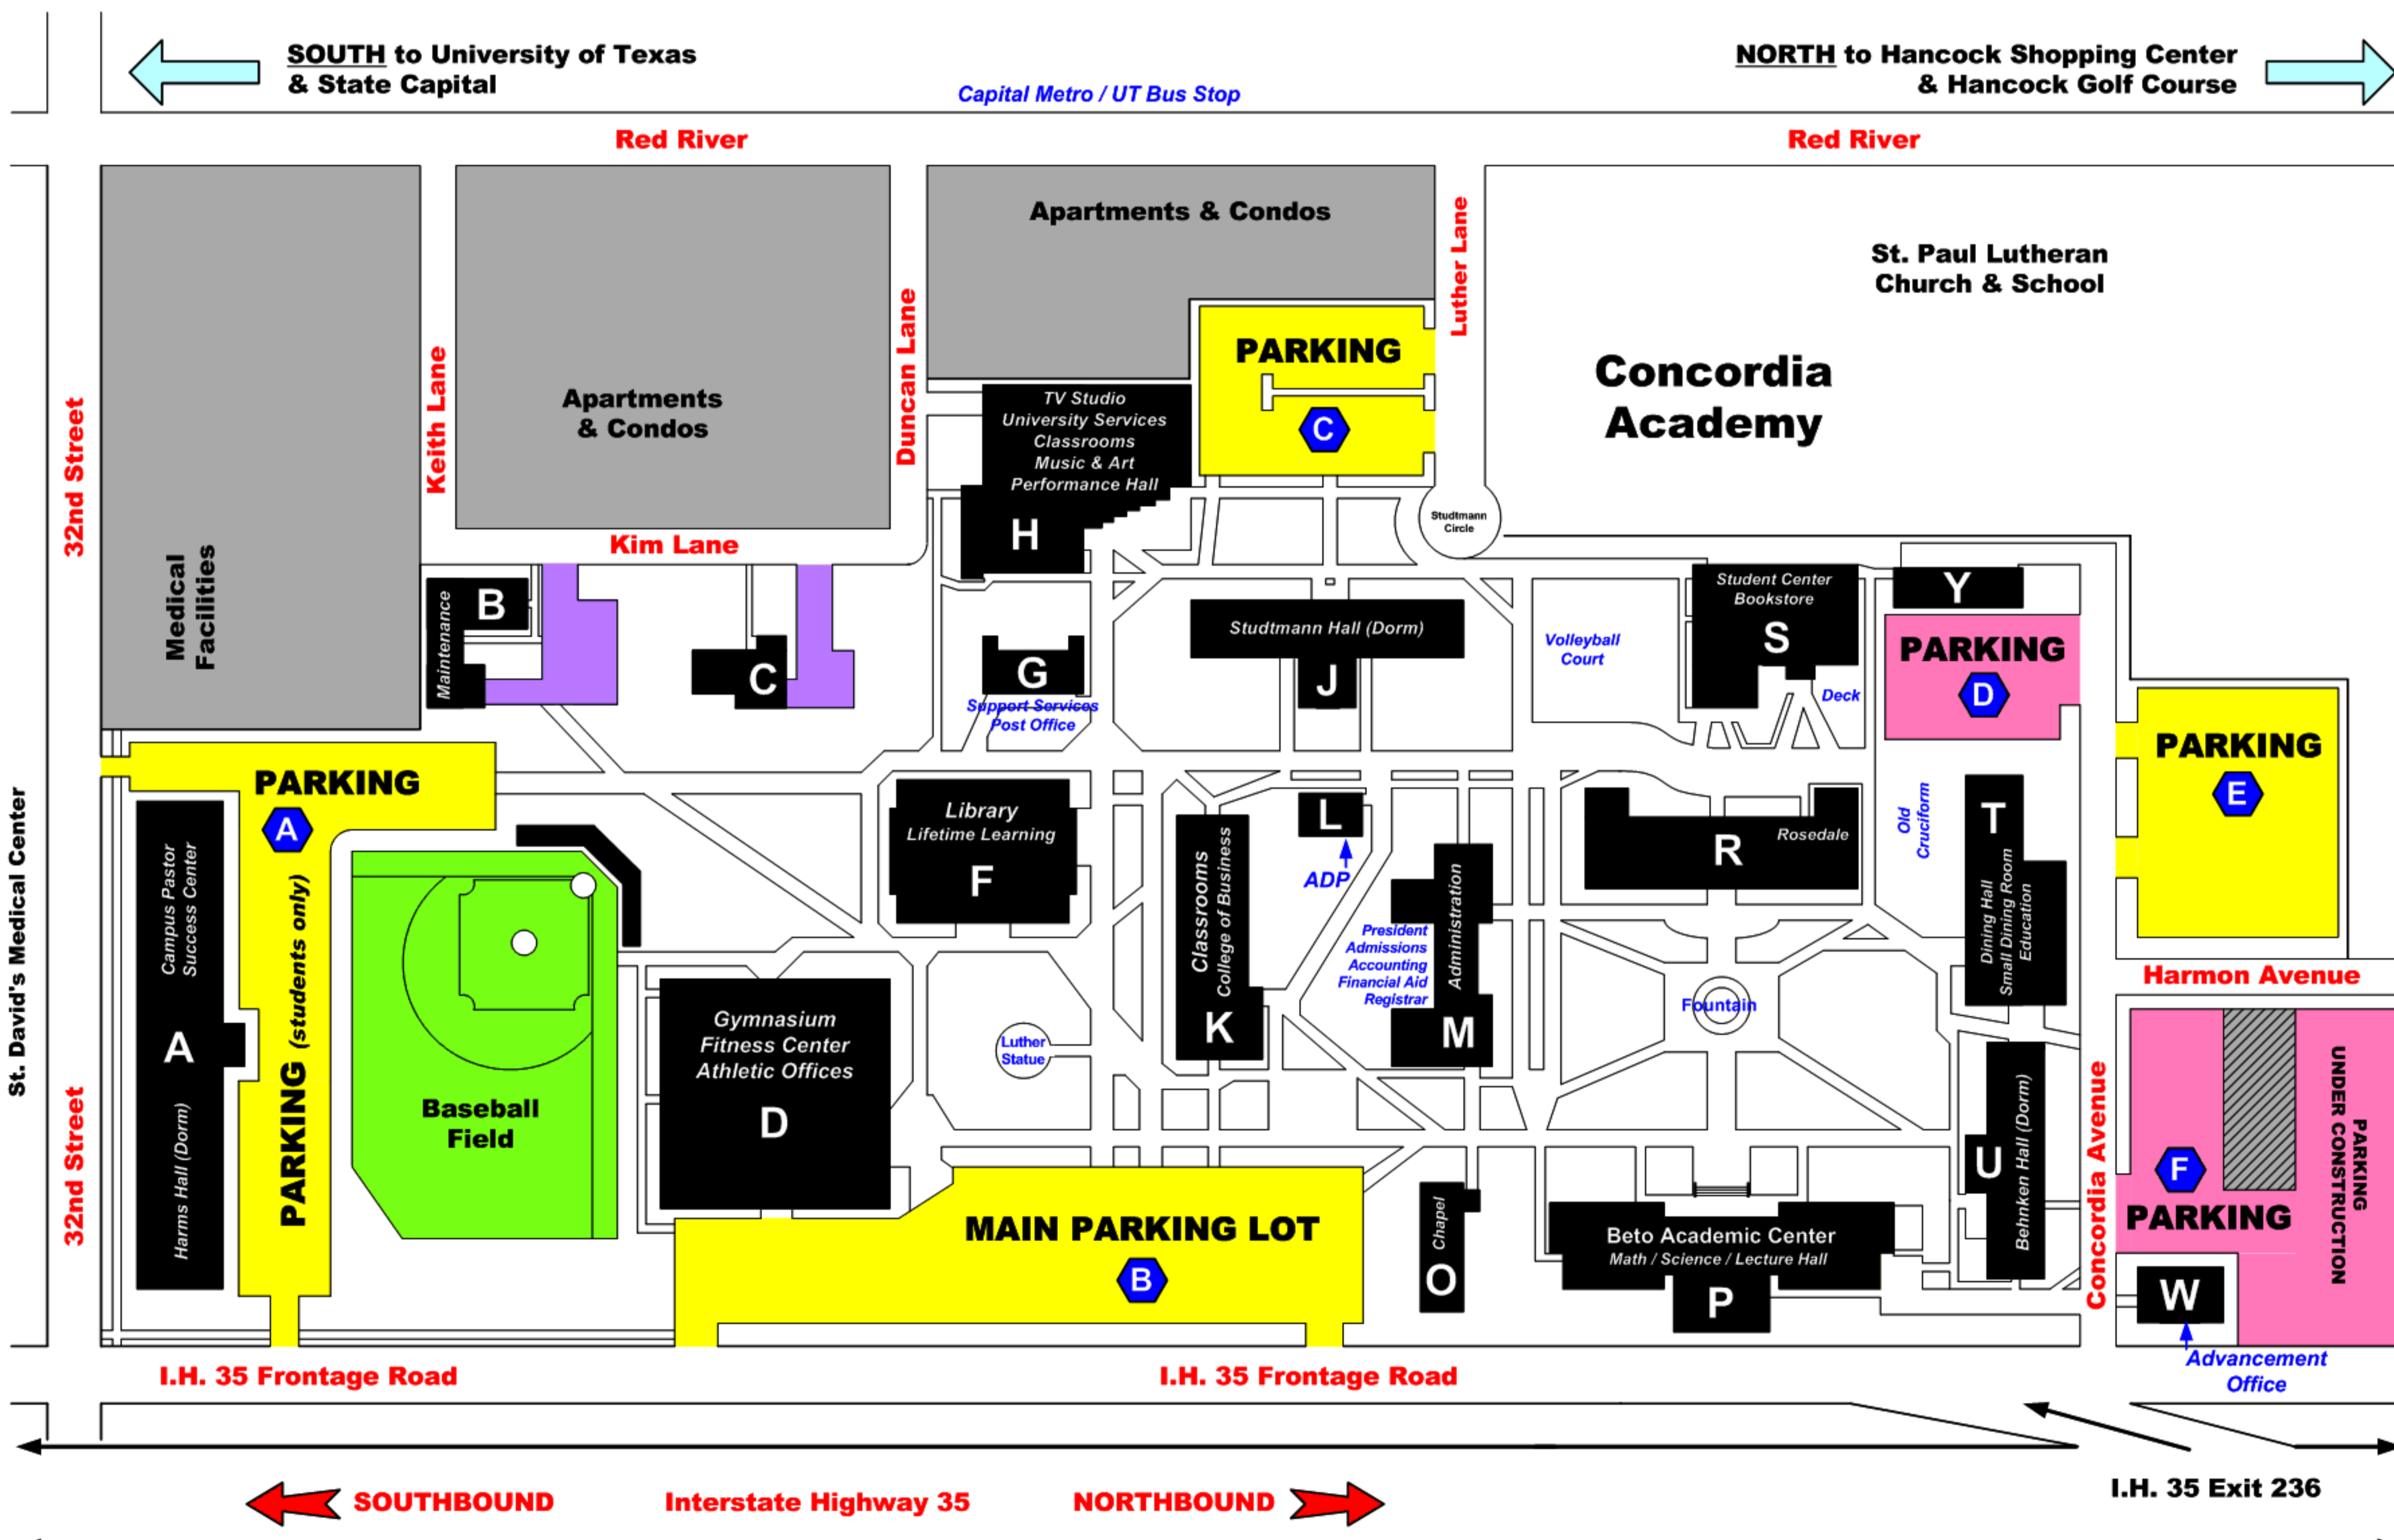 SOUTH to University of Texas
& State Capital
NORTH to Hancock Shopping Center
& Hancock Golf Course
Capital Metro / UT Bus Stop
Red River
Red River
Apartments & Condos
Luther Lane
St. Paul Lutheran
Church & School
Concordia
Academy
PARKING
C
Duncan Lane
Keith Lane
32nd Street
Apartments
& Condos
TV Studio
University Services
Classrooms
Music & Art
Performance Hall
H
Studtmann
Circle
Kim Lane
Medical
Facilities
B
Maintenance
C
G
Support Services
Post Office
Studtmann Hall (Dorm)
J
Volleyball
Court
Student Center
Bookstore
S
Deck
Y
PARKING
D
PARKING
E
PARKING
A
PARKING (students only)
St. David's Medical Center
32nd Street
Campus Pastor
Success Center
A
Harms Hall (Dorm)
Baseball
Field
Library
Lifetime Learning
F
Gymnasium
Fitness Center
Athletic Offices
D
Luther
Statue
Classrooms
College of Business
K
L
ADP
President
Admissions
Accounting
Financial Aid
Registrar
Administration
M
Rosedale
R
Fountain
Old
Cruciform
T
Dining Hall
Small Dining Room
Education
Harmon Avenue
Concordia Avenue
U
Behnken Hall (Dorm)
F
PARKING
PARKING
UNDER CONSTRUCTION
W
Advancement
Office
MAIN PARKING LOT
B
Chapel
O
Beto Academic Center
Math / Science / Lecture Hall
P
I.H. 35 Frontage Road
I.H. 35 Frontage Road
I.H. 35 Exit 236
SOUTHBOUND
Interstate Highway 35
NORTHBOUND